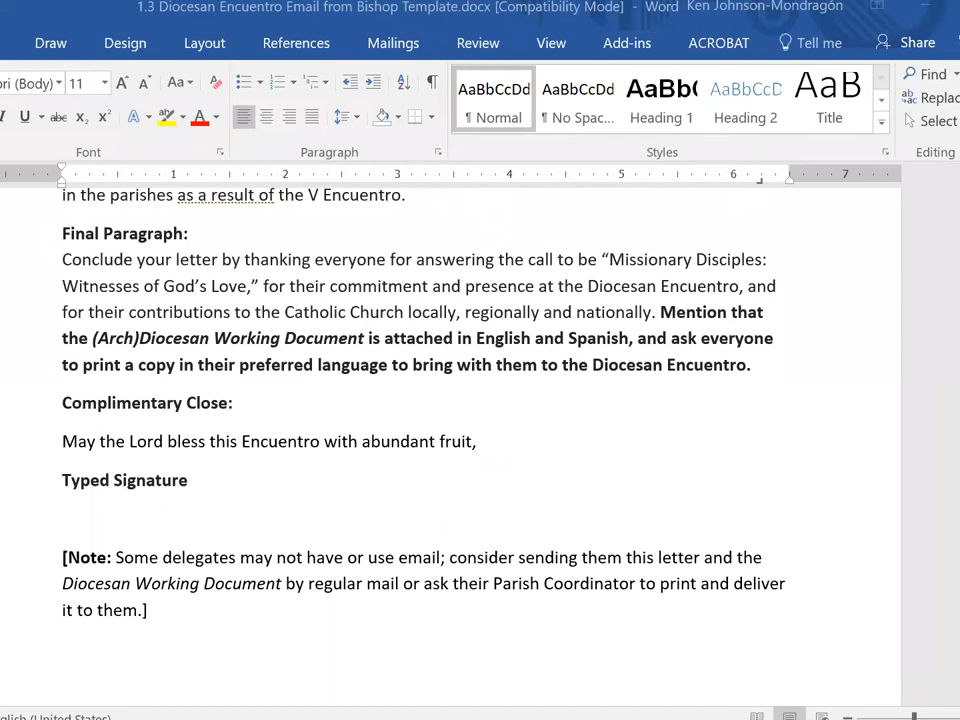 1.3 Diocesan Encuentro Email from Bishop Template.docx [Compatibility Mode] - Word Ken Johnson-Mondragón
Draw Design Layout References Mailings Review View Add-ins ACROBAT Tell me Share
(Body) 11 Aa AaBbCcDd AaBbCcDd AaBbC AaBbCcD AaB Find
U abc X₂ X² A A ¶ Normal ¶ No Spac... Heading 1 Heading 2 Title Select
Font Paragraph Styles Editing
1 2 3 4 5 6 7
in the parishes as a result of the V Encuentro.
Final Paragraph:
Conclude your letter by thanking everyone for answering the call to be “Missionary Disciples:
Witnesses of God’s Love,” for their commitment and presence at the Diocesan Encuentro, and
for their contributions to the Catholic Church locally, regionally and nationally. Mention that
the (Arch)Diocesan Working Document is attached in English and Spanish, and ask everyone
to print a copy in their preferred language to bring with them to the Diocesan Encuentro.
Complimentary Close:
May the Lord bless this Encuentro with abundant fruit,
Typed Signature
[Note: Some delegates may not have or use email; consider sending them this letter and the
Diocesan Working Document by regular mail or ask their Parish Coordinator to print and deliver
it to them.]
(United States)